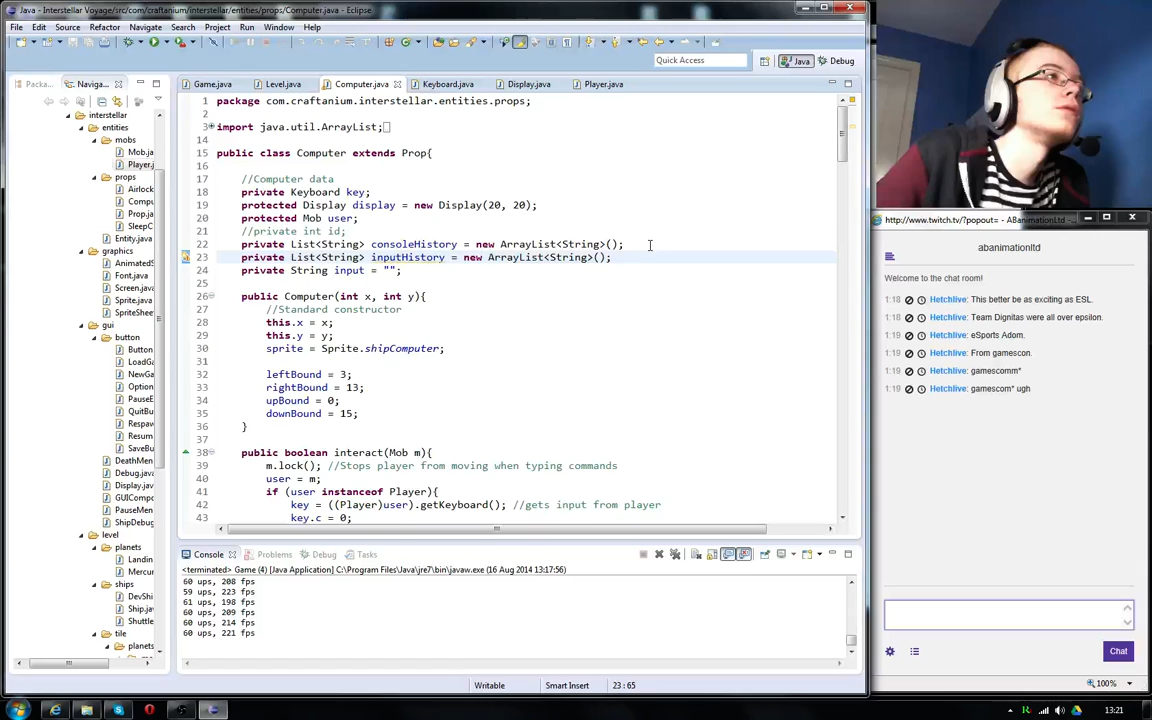 Java - Interstellar Voyage/src/com/craftanium/interstellar/entities/props/Computer.java - Eclipse
File Edit Source Refactor Navigate Search Project Run Window Help
Quick Access
Java
Debug
Packa...
Naviga...
Game.java
Level.java
Computer.java
Keyboard.java
Display.java
Player.java
interstellar
entities
mobs
Mob.ja
Player.j
props
Airlock
Compu
Prop.ja
SleepC
Entity.java
graphics
AnimatedS
Font.java
Screen.java
Sprite.java
SpriteSheet
gui
button
Button
LoadGa
NewGa
Option
PauseE
QuitBu
Respaw
Resum
SaveBu
DeathMen
Debug.java
Display.jav
GUICompo
PauseMen
ShipDebug
level
planets
Landin
Mercur
ships
DevShi
Ship.jav
Shuttle
tile
planets
1 package com.craftanium.interstellar.entities.props;
2
3 import java.util.ArrayList;
14
15 public class Computer extends Prop{
16
17 //Computer data
18 private Keyboard key;
19 protected Display display = new Display(20, 20);
20 protected Mob user;
21 //private int id;
22 private List<String> consoleHistory = new ArrayList<String>();
23 private List<String> inputHistory = new ArrayList<String>();
24 private String input = "";
25
26 public Computer(int x, int y){
27 //Standard constructor
28 this.x = x;
29 this.y = y;
30 sprite = Sprite.shipComputer;
31
32 leftBound = 3;
33 rightBound = 13;
34 upBound = 0;
35 downBound = 15;
36 }
37
38 public boolean interact(Mob m){
39 m.lock(); //Stops player from moving when typing commands
40 user = m;
41 if (user instanceof Player){
42 key = ((Player)user).getKeyboard(); //gets input from player
43 key.c = 0;
Console
Problems
Debug
Tasks
<terminated> Game (4) [Java Application] C:\Program Files\Java\jre7\bin\javaw.exe (16 Aug 2014 13:17:56)
60 ups, 208 fps
59 ups, 223 fps
61 ups, 198 fps
60 ups, 209 fps
60 ups, 214 fps
60 ups, 221 fps
Writable
Smart Insert
23 : 65
http://www.twitch.tv/?popout= - ABanimationLtd -
abanimationltd
Welcome to the chat room!
1:18 Hetchlive: This better be as exciting as ESL.
1:18 Hetchlive: Team Dignitas were all over epsilon.
1:19 Hetchlive: eSports Adom.
1:19 Hetchlive: From gamescon.
1:19 Hetchlive: gamescomm*
1:19 Hetchlive: gamescom* ugh
Chat
100%
13:21